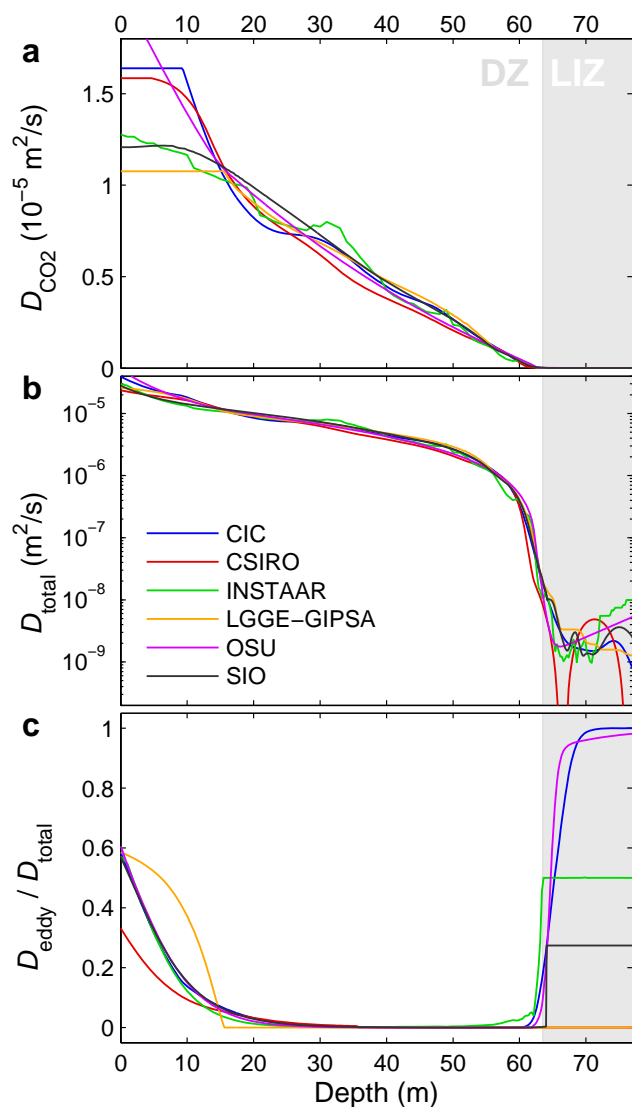 0 10 20 30 40 50 60 70
a
DZ LIZ
1.5
1
0.5
0
D_CO2 (10^−5 m^2/s)
b
10^−5
10^−6
10^−7
10^−8
10^−9
D_total (m^2/s)
CIC
CSIRO
INSTAAR
LGGE−GIPSA
OSU
SIO
c
1
0.8
0.6
0.4
0.2
0
D_eddy / D_total
0 10 20 30 40 50 60 70
Depth (m)